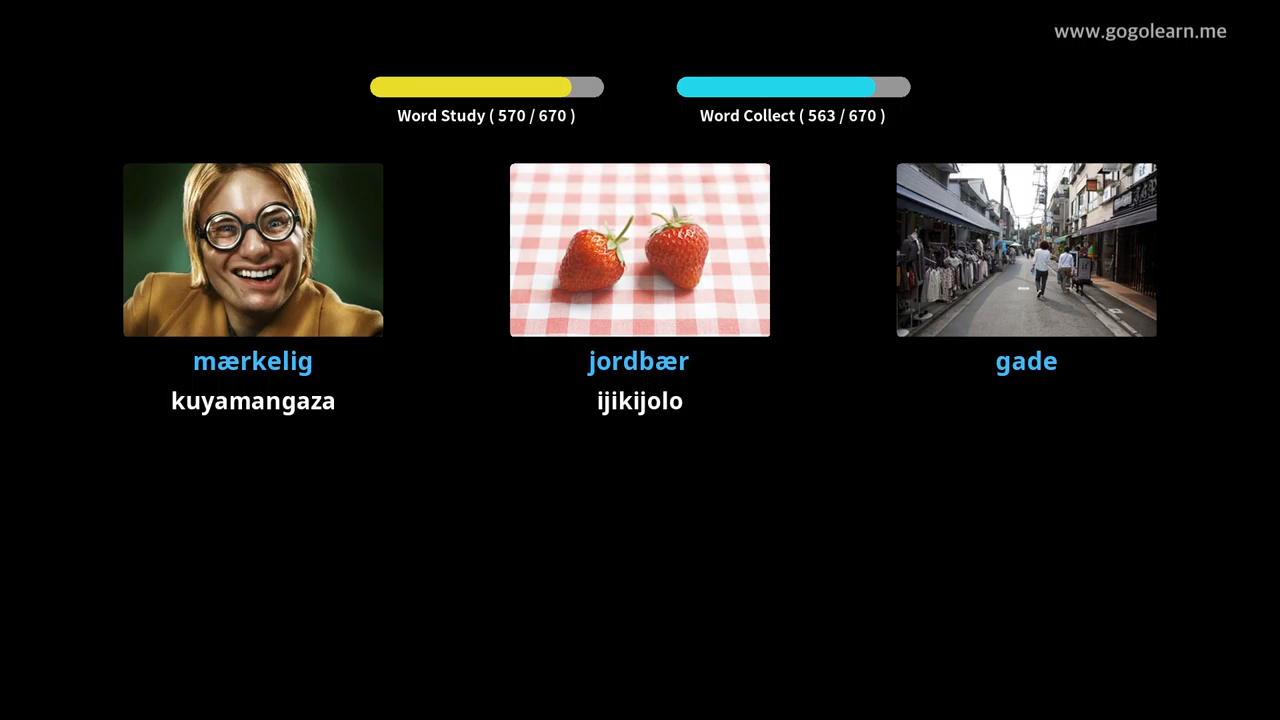 www.gogolearn.me
Word Study ( 570 / 670 )
Word Collect ( 563 / 670 )
mærkelig
jordbær
gade
kuyamangaza
ijikijolo